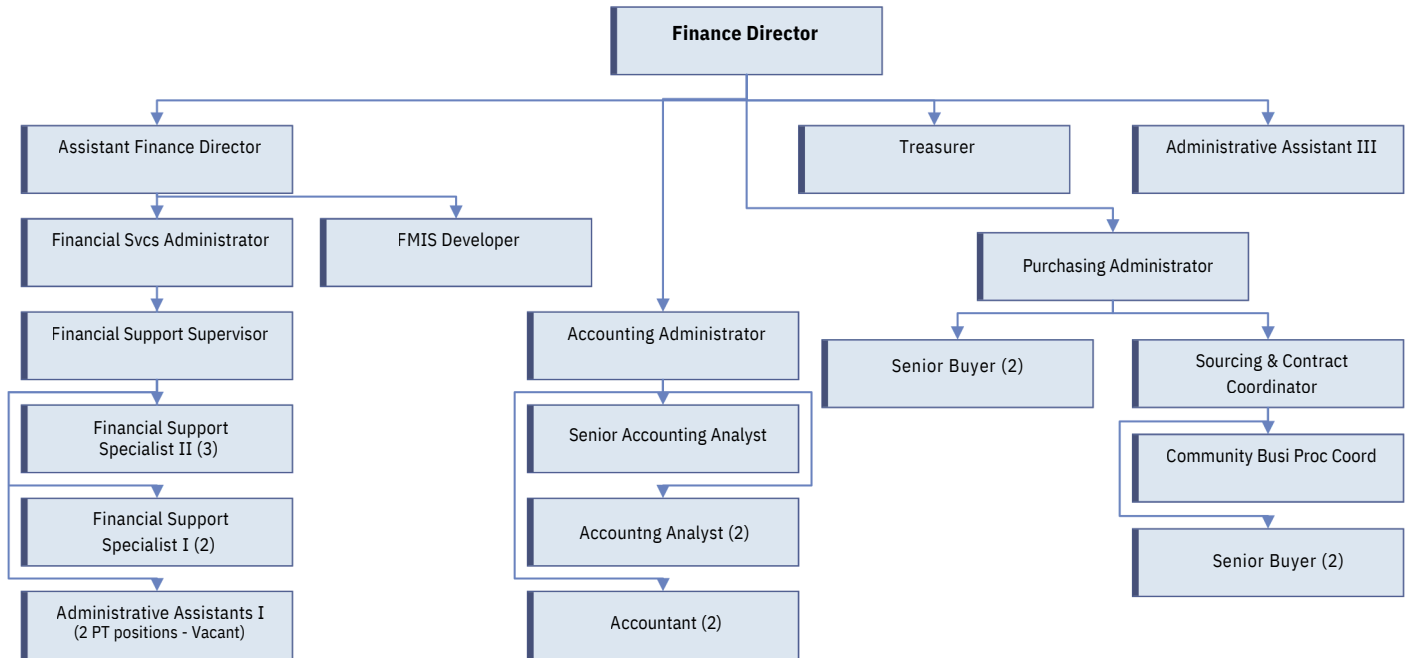 Finance Director
Assistant Finance Director
Treasurer
Administrative Assistant III
Financial Svcs Administrator
FMIS Developer
Purchasing Administrator
Financial Support Supervisor
Accounting Administrator
Senior Buyer (2)
Sourcing & Contract
Coordinator
Financial Support
Specialist II (3)
Senior Accounting Analyst
Community Busi Proc Coord
Financial Support
Specialist I (2)
Accountng Analyst (2)
Senior Buyer (2)
Administrative Assistants I
(2 PT positions - Vacant)
Accountant (2)